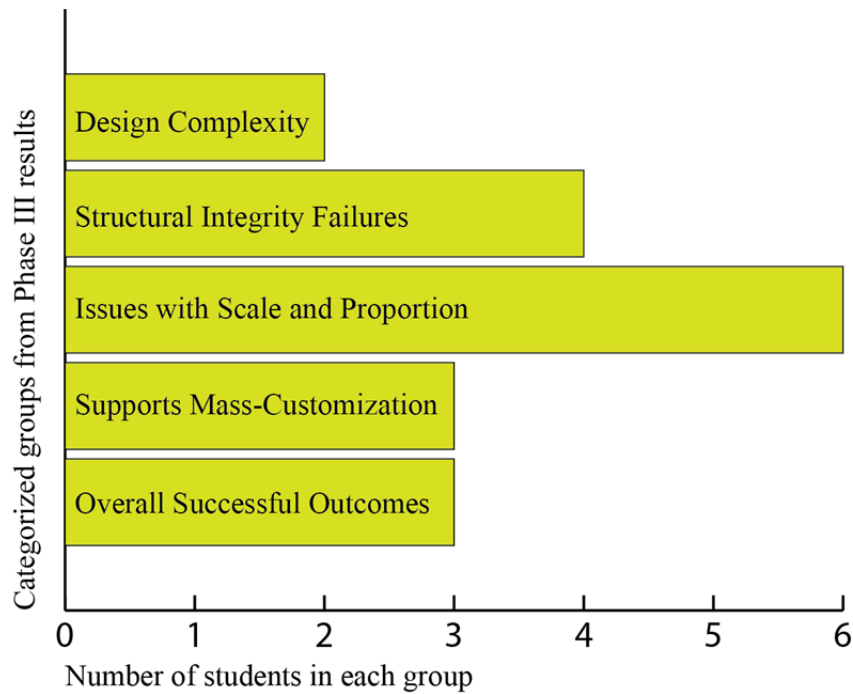 Categorized groups from Phase III results
Design Complexity
Structural Integrity Failures
Issues with Scale and Proportion
Supports Mass-Customization
Overall Successful Outcomes
0 1 2 3 4 5 6
Number of students in each group